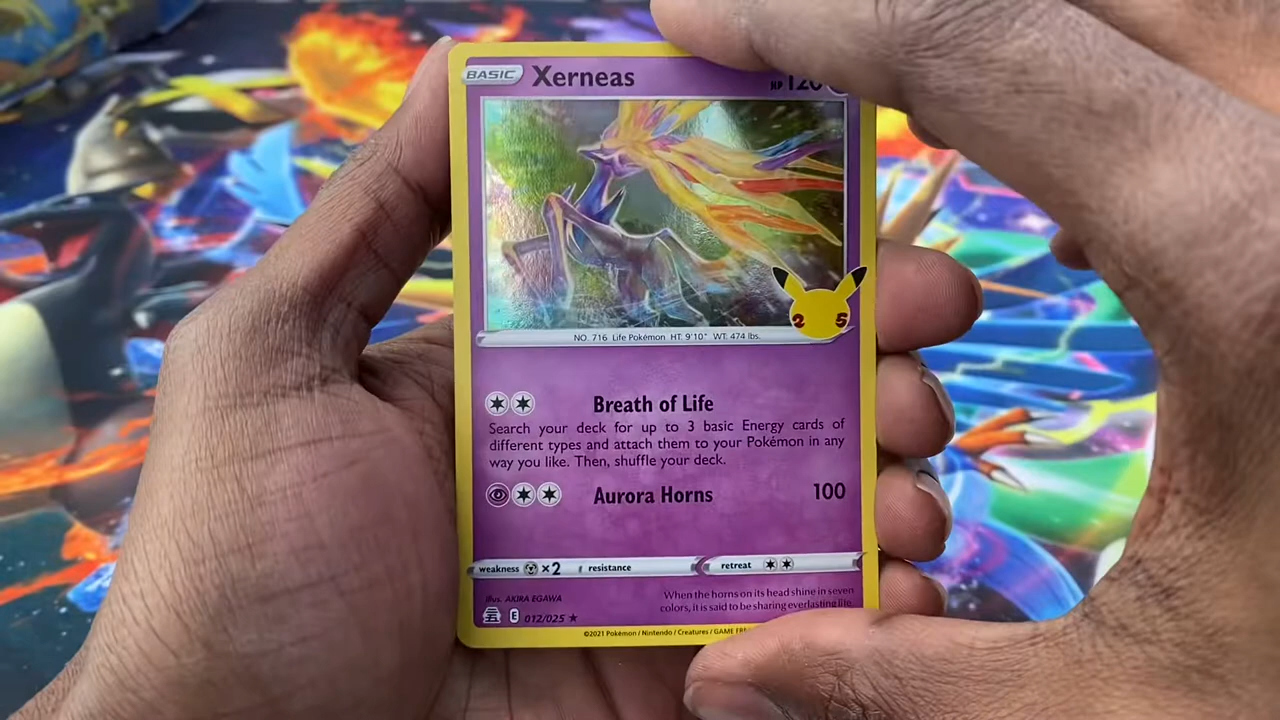 BASIC Xerneas HP 120
25
NO. 716 Life Pokémon HT: 9'10" WT: 474 lbs.
Breath of Life
Search your deck for up to 3 basic Energy cards of
different types and attach them to your Pokémon in any
way you like. Then, shuffle your deck.
Aurora Horns 100
weakness ×2 resistance retreat
illus. AKIRA EGAWA
When the horns on its head shine in seven
colors, it is said to be sharing everlasting life.
E 012/025 ★
©2021 Pokémon / Nintendo / Creatures / GAME